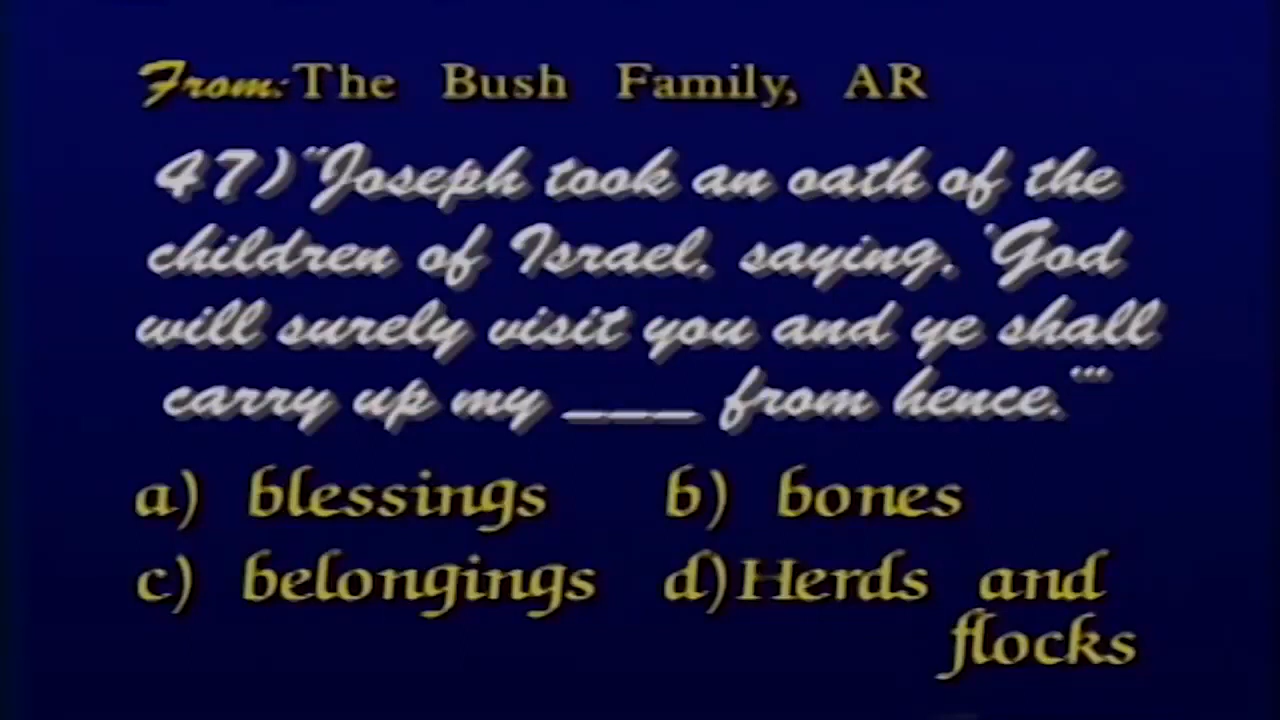 From: The Bush Family, AR
47) "Joseph took an oath of the
children of Israel, saying, 'God
will surely visit you and ye shall
carry up my ___ from hence.'"
a) blessings b) bones
c) belongings d) Herds and
flocks